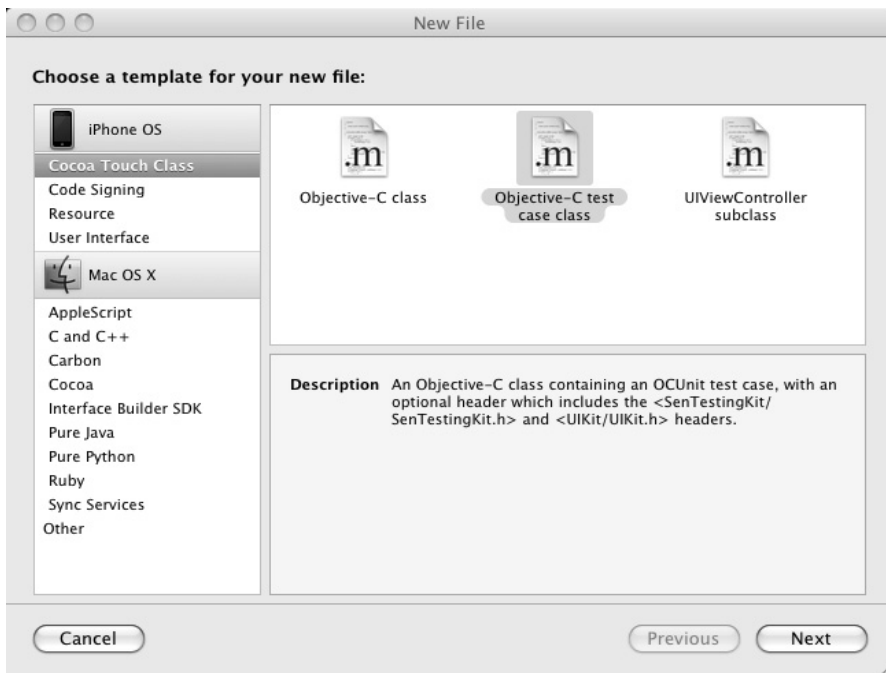 New File
Choose a template for your new file:
iPhone OS
Cocoa Touch Class
Code Signing
Resource
User Interface
Mac OS X
AppleScript
C and C++
Carbon
Cocoa
Interface Builder SDK
Pure Java
Pure Python
Ruby
Sync Services
Other
.m
Objective-C class
.m
Objective-C test
case class
.m
UIViewController
subclass
Description An Objective-C class containing an OCUnit test case, with an
optional header which includes the <SenTestingKit/
SenTestingKit.h> and <UIKit/UIKit.h> headers.
Cancel
Previous
Next